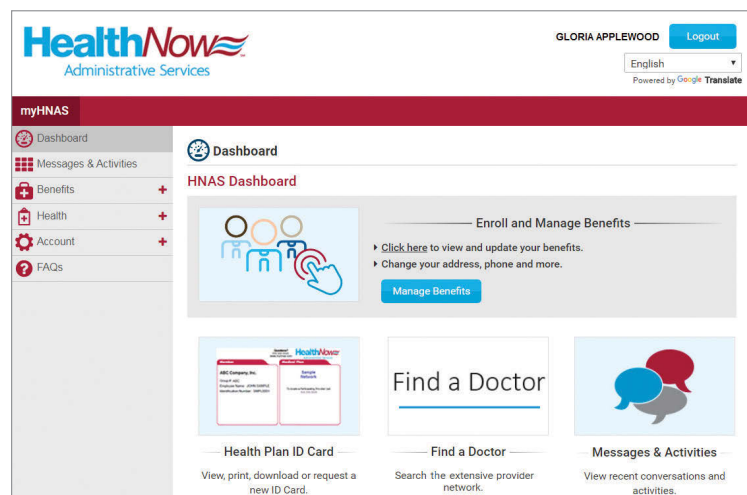 HealthNow
Administrative Services
GLORIA APPLEWOOD
Logout
English
Powered by Google Translate
myHNAS
Dashboard
Messages & Activities
Benefits
Health
Account
FAQs
Dashboard
HNAS Dashboard
Enroll and Manage Benefits
Click here to view and update your benefits.
Change your address, phone and more.
Manage Benefits
HealthNow
ABC Company, Inc.
Sample
Network
Find a Doctor
Health Plan ID Card
View, print, download or request a
new ID Card.
Find a Doctor
Search the extensive provider
network.
Messages & Activities
View recent conversations and
activities.